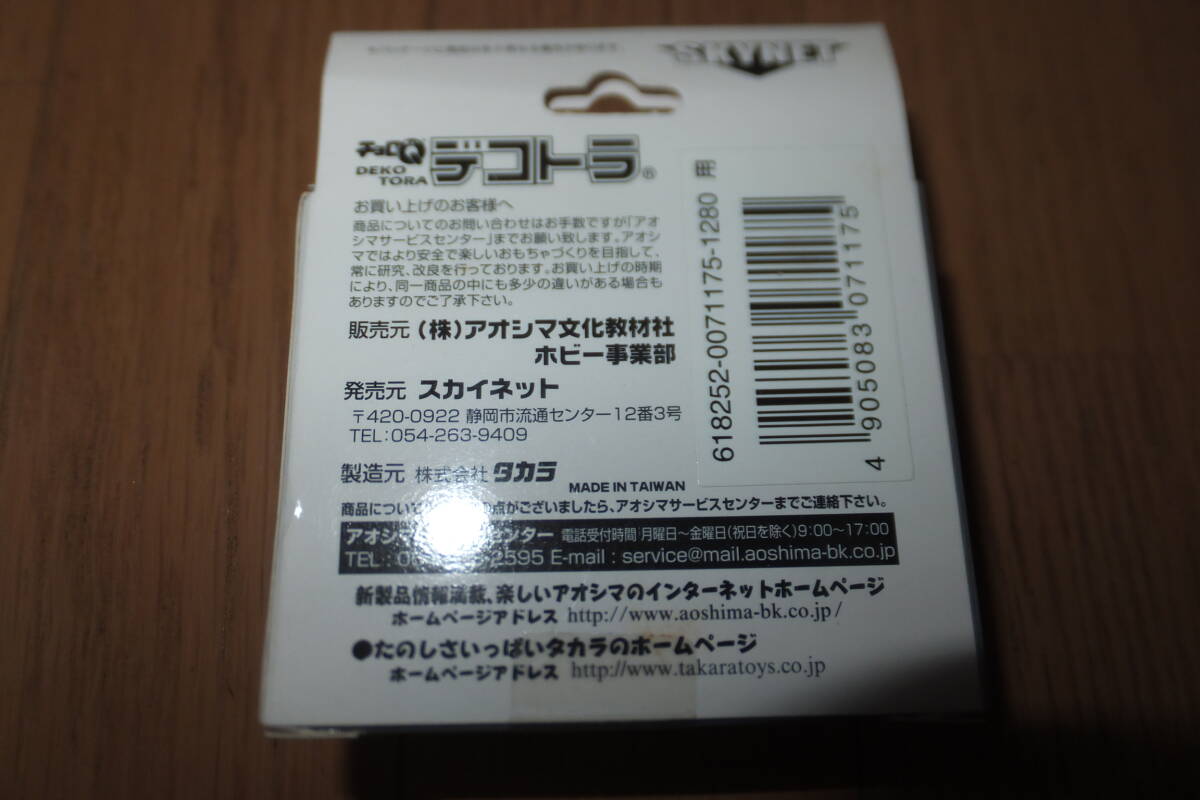 SKYNET
チョロQ
デコトラ®
DEKO
TORA
お買い上げのお客様へ
商品についてのお問い合わせはお手数ですが「アオ
シマサービスセンター」までお願い致します。アオシ
マではより安全で楽しいおもちゃづくりを目指して、
常に研究、改良を行っております。お買い上げの時期
により、同一商品の中にも多少の違いがある場合も
ありますのでご了承下さい。
販売元 (株)アオシマ文化教材社
ホビー事業部
発売元 スカイネット
〒420-0922 静岡市流通センター12番3号
TEL:054-263-9409
製造元 株式会社 タカラ
MADE IN TAIWAN
商品につい 点がございましたら、アオシマサービスセンターまでご連絡下さい。
アオシマ センター 電話受付時間 月曜日〜金曜日(祝日を除く)9:00〜17:00
TEL: 2595 E-mail : service@mail.aoshima-bk.co.jp
新製品情報満載、楽しいアオシマのインターネットホームページ
ホームページアドレス http://www.aoshima-bk.co.jp/
●たのしさいっぱいタカラのホームページ
ホームページアドレス http://www.takaratoys.co.jp
618252-0071175-1280 用
4 905083 071175